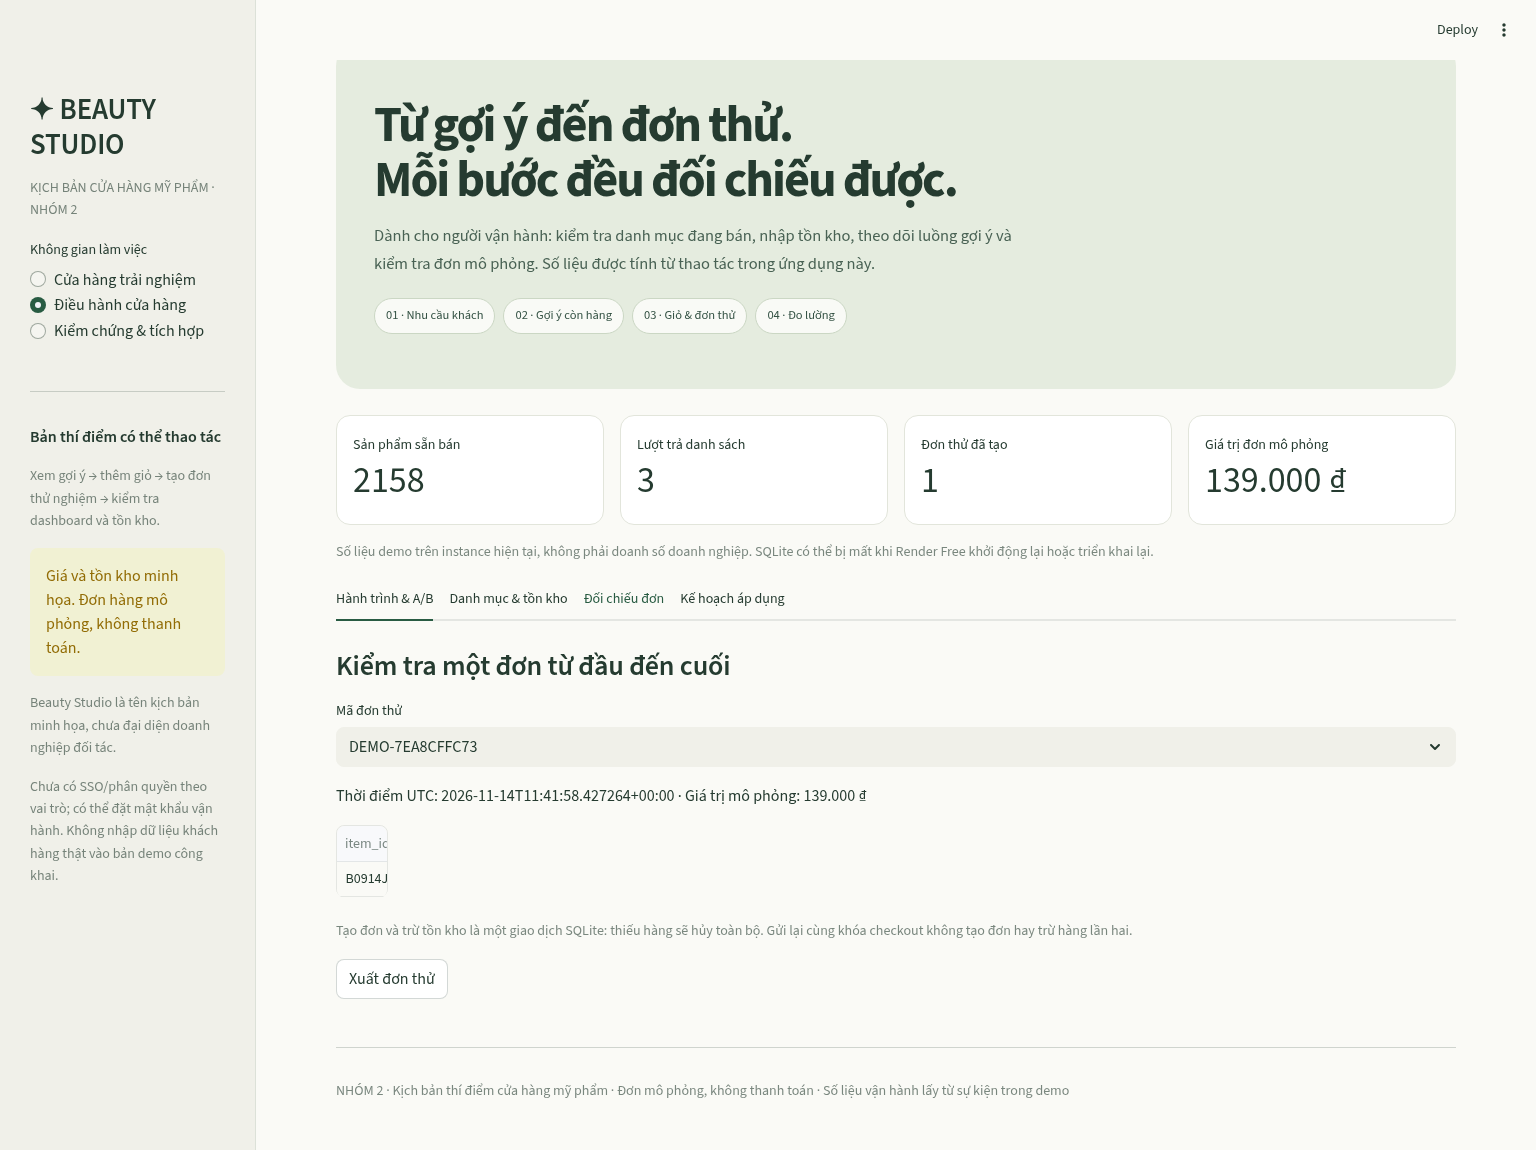 Deploy
✦ BEAUTY
STUDIO
KỊCH BẢN CỬA HÀNG MỸ PHẨM ·
NHÓM 2
Không gian làm việc
Cửa hàng trải nghiệm
Điều hành cửa hàng
Kiểm chứng & tích hợp
Bản thí điểm có thể thao tác
Xem gợi ý → thêm giỏ → tạo đơn
thử nghiệm → kiểm tra
dashboard và tồn kho.
Giá và tồn kho minh
họa. Đơn hàng mô
phỏng, không thanh
toán.
Beauty Studio là tên kịch bản
minh họa, chưa đại diện doanh
nghiệp đối tác.
Chưa có SSO/phân quyền theo
vai trò; có thể đặt mật khẩu vận
hành. Không nhập dữ liệu khách
hàng thật vào bản demo công
khai.
Từ gợi ý đến đơn thử.
Mỗi bước đều đối chiếu được.
Dành cho người vận hành: kiểm tra danh mục đang bán, nhập tồn kho, theo dõi luồng gợi ý và
kiểm tra đơn mô phỏng. Số liệu được tính từ thao tác trong ứng dụng này.
01 · Nhu cầu khách
02 · Gợi ý còn hàng
03 · Giỏ & đơn thử
04 · Đo lường
Sản phẩm sẵn bán
2158
Lượt trả danh sách
3
Đơn thử đã tạo
1
Giá trị đơn mô phỏng
139.000 ₫
Số liệu demo trên instance hiện tại, không phải doanh số doanh nghiệp. SQLite có thể bị mất khi Render Free khởi động lại hoặc triển khai lại.
Hành trình & A/B
Danh mục & tồn kho
Đối chiếu đơn
Kế hoạch áp dụng
Kiểm tra một đơn từ đầu đến cuối
Mã đơn thử
DEMO-7EA8CFFC73
Thời điểm UTC: 2026-11-14T11:41:58.427264+00:00 · Giá trị mô phỏng: 139.000 ₫
item_ic
B0914J
Tạo đơn và trừ tồn kho là một giao dịch SQLite: thiếu hàng sẽ hủy toàn bộ. Gửi lại cùng khóa checkout không tạo đơn hay trừ hàng lần hai.
Xuất đơn thử
NHÓM 2 · Kịch bản thí điểm cửa hàng mỹ phẩm · Đơn mô phỏng, không thanh toán · Số liệu vận hành lấy từ sự kiện trong demo